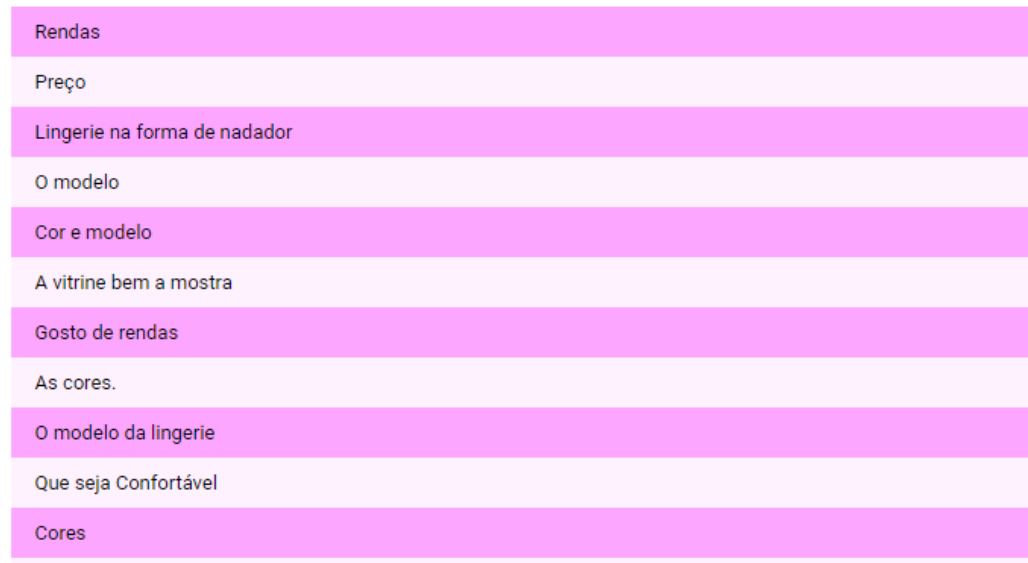 Rendas
Preço
Lingerie na forma de nadador
O modelo
Cor e modelo
A vitrine bem a mostra
Gosto de rendas
As cores.
O modelo da lingerie
Que seja Confortável
Cores